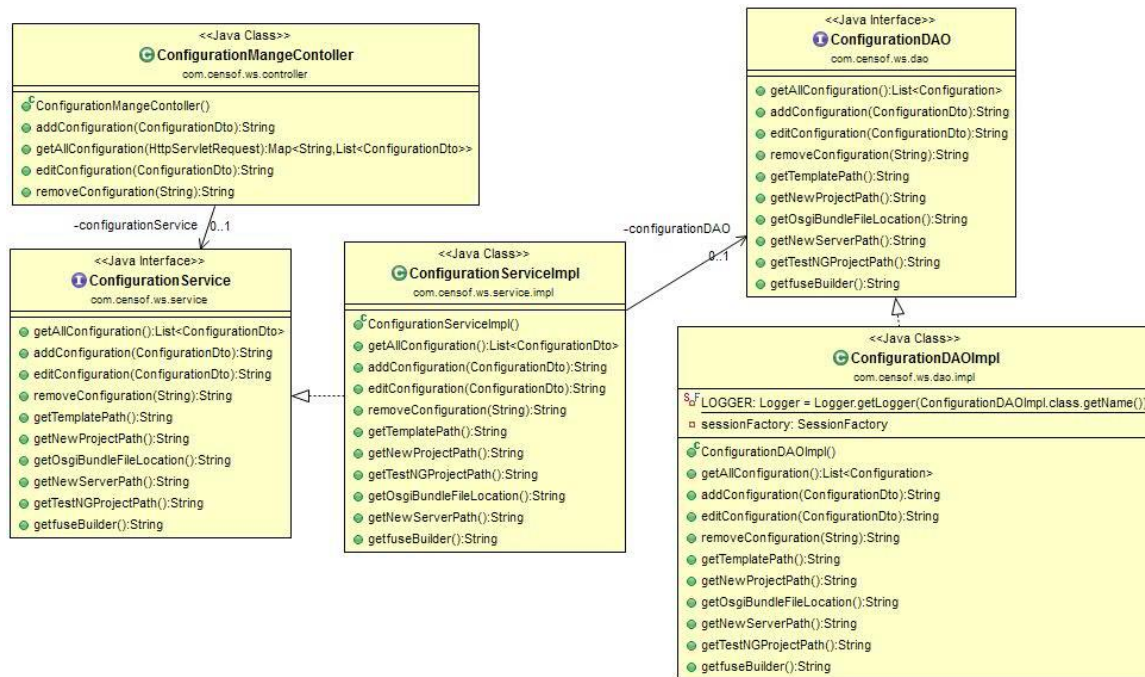 <<Java Class>>
ConfigurationMangeContoller
com.censof.ws.controller
ConfigurationMangeContoller()
addConfiguration(ConfigurationDto):String
getAllConfiguration(HttpServletRequest):Map<String,List<ConfigurationDto>>
editConfiguration(ConfigurationDto):String
removeConfiguration(String):String
-configurationService
0..1
<<Java Interface>>
ConfigurationService
com.censof.ws.service
getAllConfiguration():List<ConfigurationDto>
addConfiguration(ConfigurationDto):String
editConfiguration(ConfigurationDto):String
removeConfiguration(String):String
getTemplatePath():String
getNewProjectPath():String
getOsgiBundleFileLocation():String
getNewServerPath():String
getTestNGProjectPath():String
getfuseBuilder():String
<<Java Class>>
ConfigurationServiceImpl
com.censof.ws.service.impl
ConfigurationServiceImpl()
getAllConfiguration():List<ConfigurationDto>
addConfiguration(ConfigurationDto):String
editConfiguration(ConfigurationDto):String
removeConfiguration(String):String
getTemplatePath():String
getNewProjectPath():String
getTestNGProjectPath():String
getOsgiBundleFileLocation():String
getNewServerPath():String
getfuseBuilder():String
-configurationDAO
0..1
<<Java Interface>>
ConfigurationDAO
com.censof.ws.dao
getAllConfiguration():List<Configuration>
addConfiguration(ConfigurationDto):String
editConfiguration(ConfigurationDto):String
removeConfiguration(String):String
getTemplatePath():String
getNewProjectPath():String
getOsgiBundleFileLocation():String
getNewServerPath():String
getTestNGProjectPath():String
getfuseBuilder():String
<<Java Class>>
ConfigurationDAOImpl
com.censof.ws.dao.impl
LOGGER: Logger = Logger.getLogger(ConfigurationDAOImpl.class.getName())
sessionFactory: SessionFactory
ConfigurationDAOImpl()
getAllConfiguration():List<Configuration>
addConfiguration(ConfigurationDto):String
editConfiguration(ConfigurationDto):String
removeConfiguration(String):String
getTemplatePath():String
getNewProjectPath():String
getOsgiBundleFileLocation():String
getNewServerPath():String
getTestNGProjectPath():String
getfuseBuilder():String